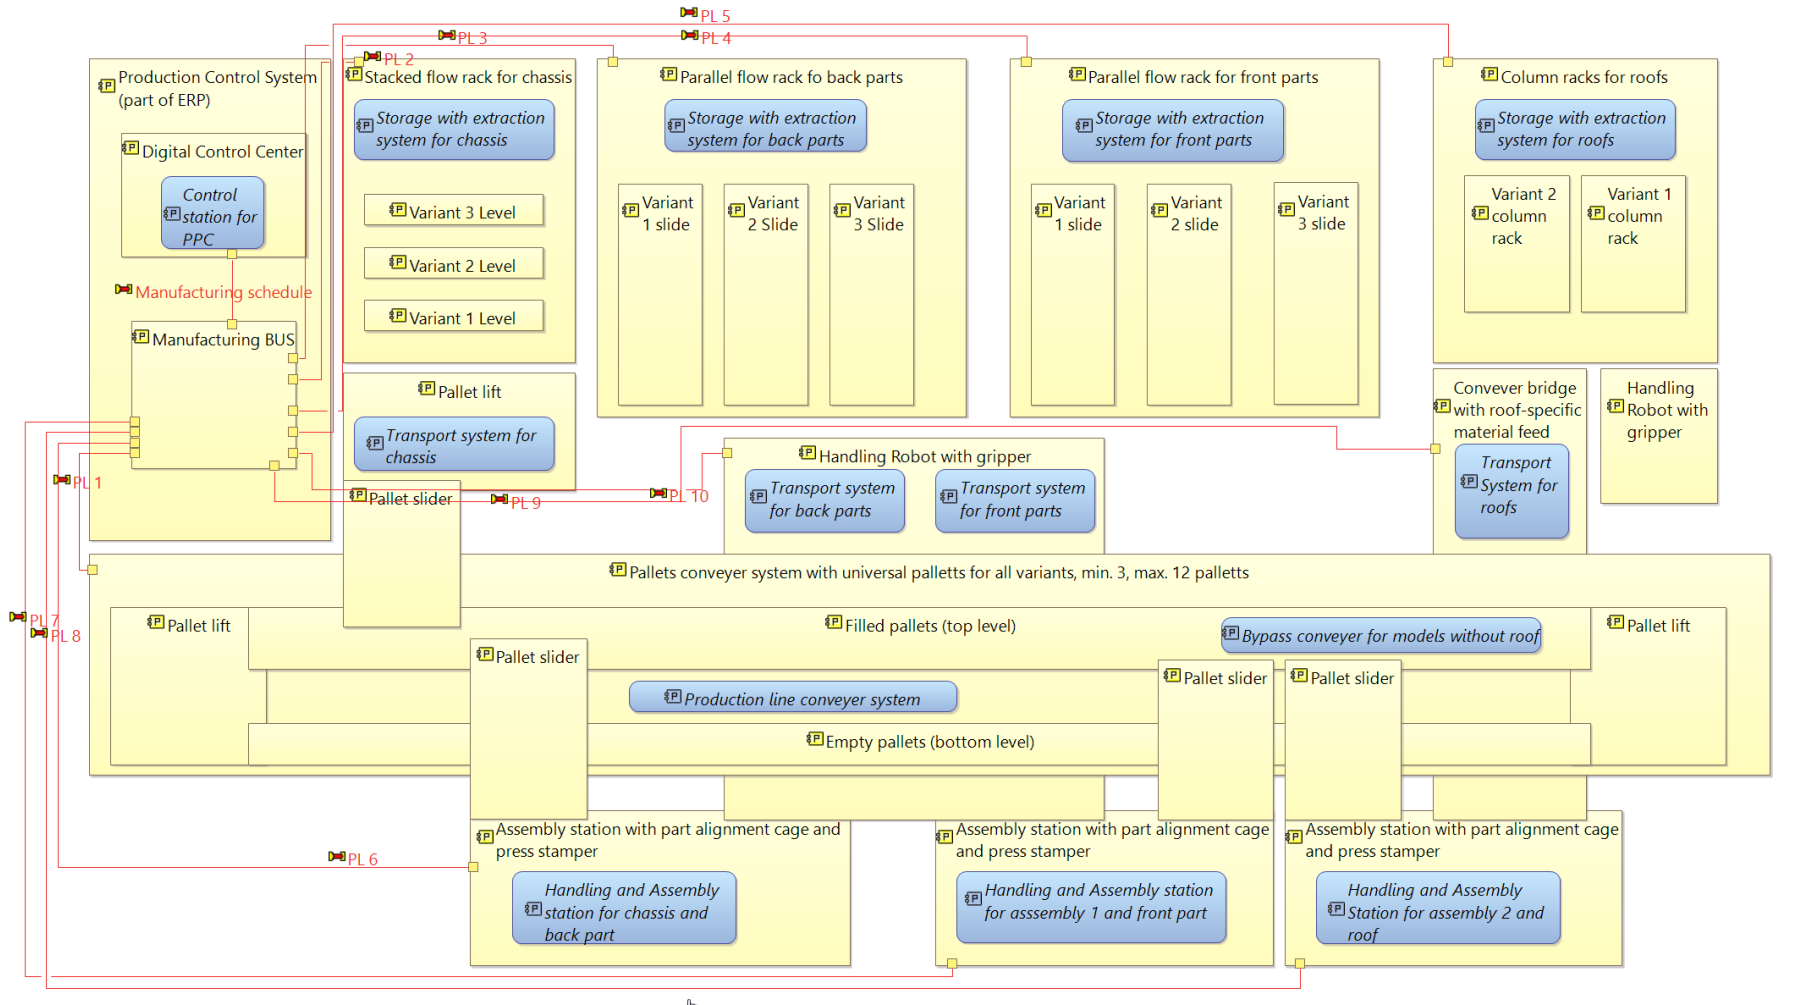 PL 5
PL 3
PL 4
PL 2
Production Control System
(part of ERP)
Stacked flow rack for chassis
Parallel flow rack fo back parts
Parallel flow rack for front parts
Column racks for roofs
Storage with extraction
system for chassis
Storage with extraction
system for back parts
Storage with extraction
system for front parts
Storage with extraction
system for roofs
Digital Control Center
Control
station for
PPC
Variant 3 Level
Variant 2 Level
Variant 1 Level
Variant
1 slide
Variant
2 Slide
Variant
3 Slide
Variant
1 slide
Variant
2 slide
Variant
3 slide
Variant 2
column
rack
Variant 1
column
rack
Manufacturing schedule
Manufacturing BUS
Pallet lift
Transport system for
chassis
Convever bridge
with roof-specific
material feed
Handling
Robot with
gripper
Transport
System for
roofs
Handling Robot with gripper
Transport system
for back parts
Transport system
for front parts
PL 1
Pallet slider
PL 9
PL 10
Pallets conveyer system with universal palletts for all variants, min. 3, max. 12 palletts
PL 7
PL 8
Pallet lift
Filled pallets (top level)
Bypass conveyer for models without roof
Pallet lift
Pallet slider
Pallet slider
Pallet slider
Production line conveyer system
Empty pallets (bottom level)
Assembly station with part alignment cage and
press stamper
Assembly station with part alignment cage
and press stamper
Assembly station with part alignment cage
and press stamper
PL 6
Handling and Assembly
station for chassis and
back part
Handling and Assembly station
for asssembly 1 and front part
Handling and Assembly
Station for assembly 2 and
roof